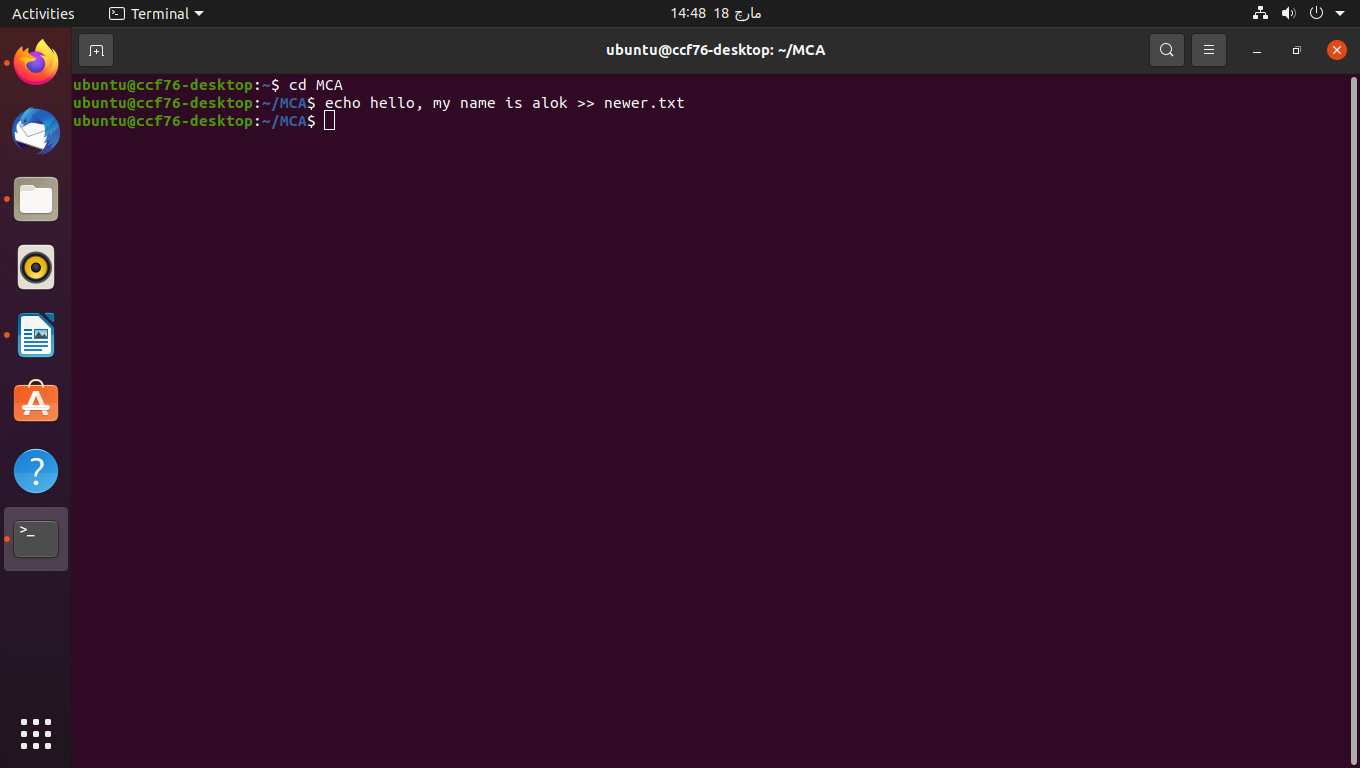 Activities
Terminal
14:48 18 مارچ
ubuntu@ccf76-desktop: ~/MCA
ubuntu@ccf76-desktop:~$ cd MCA
ubuntu@ccf76-desktop:~/MCA$ echo hello, my name is alok >> newer.txt
ubuntu@ccf76-desktop:~/MCA$